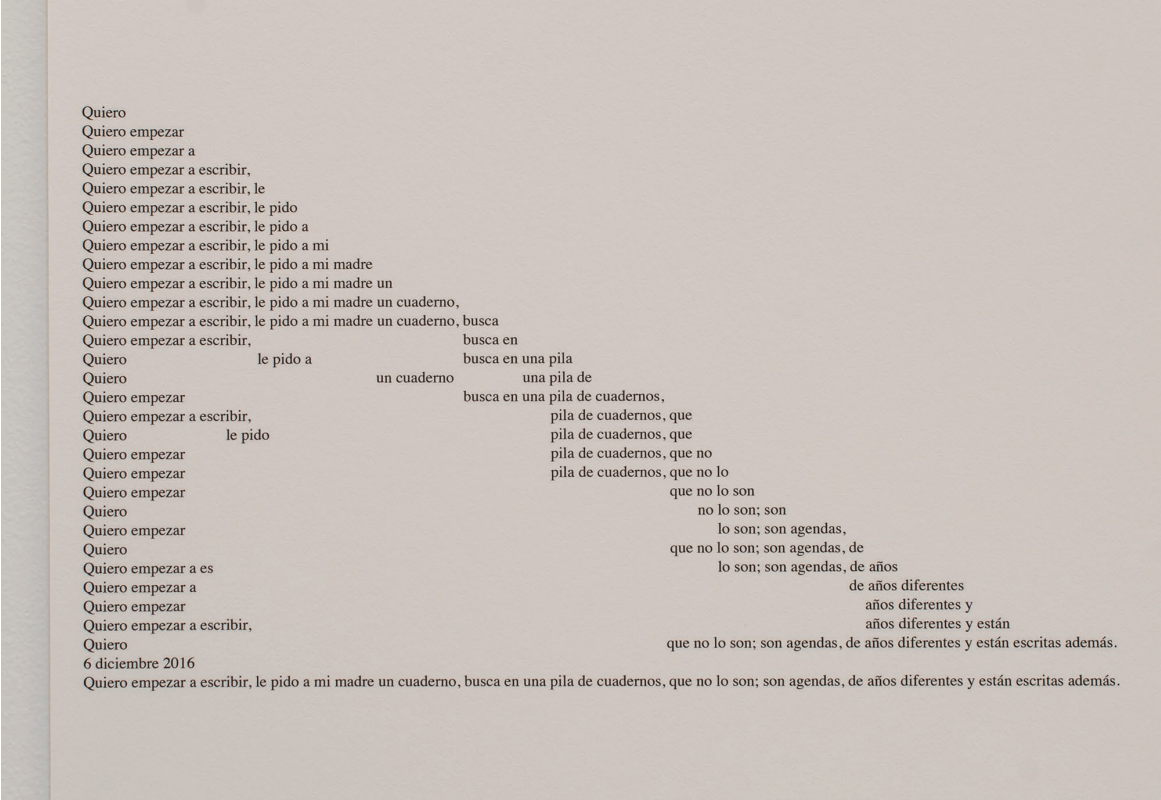 Quiero
Quiero empezar
Quiero empezar a
Quiero empezar a escribir,
Quiero empezar a escribir, le
Quiero empezar a escribir, le pido
Quiero empezar a escribir, le pido a
Quiero empezar a escribir, le pido a mi
Quiero empezar a escribir, le pido a mi madre
Quiero empezar a escribir, le pido a mi madre un
Quiero empezar a escribir, le pido a mi madre un cuaderno,
Quiero empezar a escribir, le pido a mi madre un cuaderno, busca
Quiero empezar a escribir, busca en
Quiero le pido a busca en una pila
Quiero un cuaderno una pila de
Quiero empezar busca en una pila de cuadernos,
Quiero empezar a escribir, pila de cuadernos, que
Quiero le pido pila de cuadernos, que
Quiero empezar pila de cuadernos, que no
Quiero empezar pila de cuadernos, que no lo
Quiero empezar que no lo son
Quiero no lo son; son
Quiero empezar lo son; son agendas,
Quiero que no lo son; son agendas, de
Quiero empezar a es lo son; son agendas, de años
Quiero empezar a de años diferentes
Quiero empezar años diferentes y
Quiero empezar a escribir, años diferentes y están
Quiero que no lo son; son agendas, de años diferentes y están escritas además.
6 diciembre 2016
Quiero empezar a escribir, le pido a mi madre un cuaderno, busca en una pila de cuadernos, que no lo son; son agendas, de años diferentes y están escritas además.